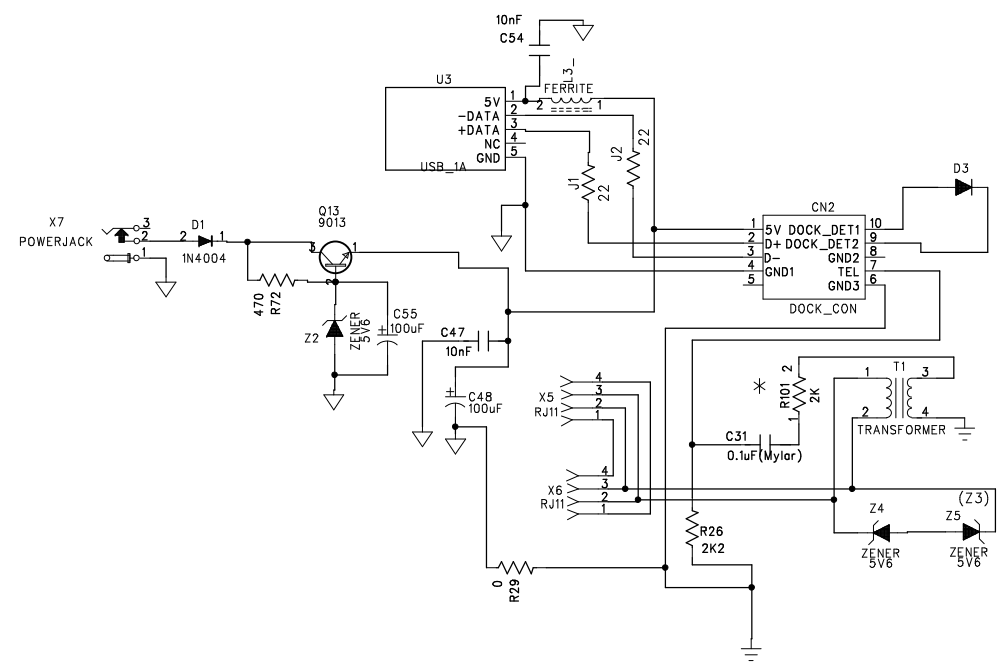 10nF
C54
U3
L3_
FERRITE
5V 1
2 1
-DATA 2
+DATA 3
NC 4
GND 5
USB_1A
J1
22
J2
22
D3
X7
POWERJACK
3
2
1
D1
2 1
1N4004
Q13
9013
3 1
2
470
R72
Z2
ZENER
5V6
C55
100uF
C47
10nF
C48
100uF
CN2
1 5V DOCK_DET1 10
2 D+ DOCK_DET2 9
3 D- GND2 8
4 GND1 TEL 7
5 GND3 6
DOCK_CON
X5
RJ11
4
3
2
1
X6
RJ11
4
3
2
1
*
R101
2K
2
1
C31
0.1uF(Mylar)
T1
1 3
2 4
TRANSFORMER
R26
2K2
Z4
ZENER
5V6
(Z3)
Z5
ZENER
5V6
0
R29